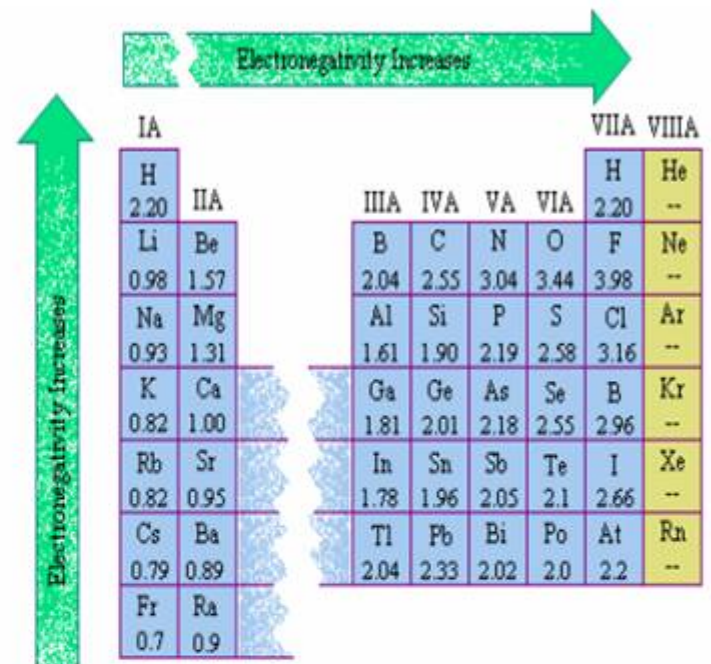 Electronegativity Increases
Electronegativity Increases
IA
VIIA VIIIA
H
H He
2.20 IIA IIIA IVA VA VIA 2.20 --
Li Be B C N O F Ne
0.98 1.57 2.04 2.55 3.04 3.44 3.98 --
Na Mg Al Si P S Cl Ar
0.93 1.31 1.61 1.90 2.19 2.58 3.16 --
K Ca Ga Ge As Se B Kr
0.82 1.00 1.81 2.01 2.18 2.55 2.96 --
Rb Sr In Sn Sb Te I Xe
0.82 0.95 1.78 1.96 2.05 2.1 2.66 --
Cs Ba Tl Pb Bi Po At Rn
0.79 0.89 2.04 2.33 2.02 2.0 2.2 --
Fr Ra
0.7 0.9